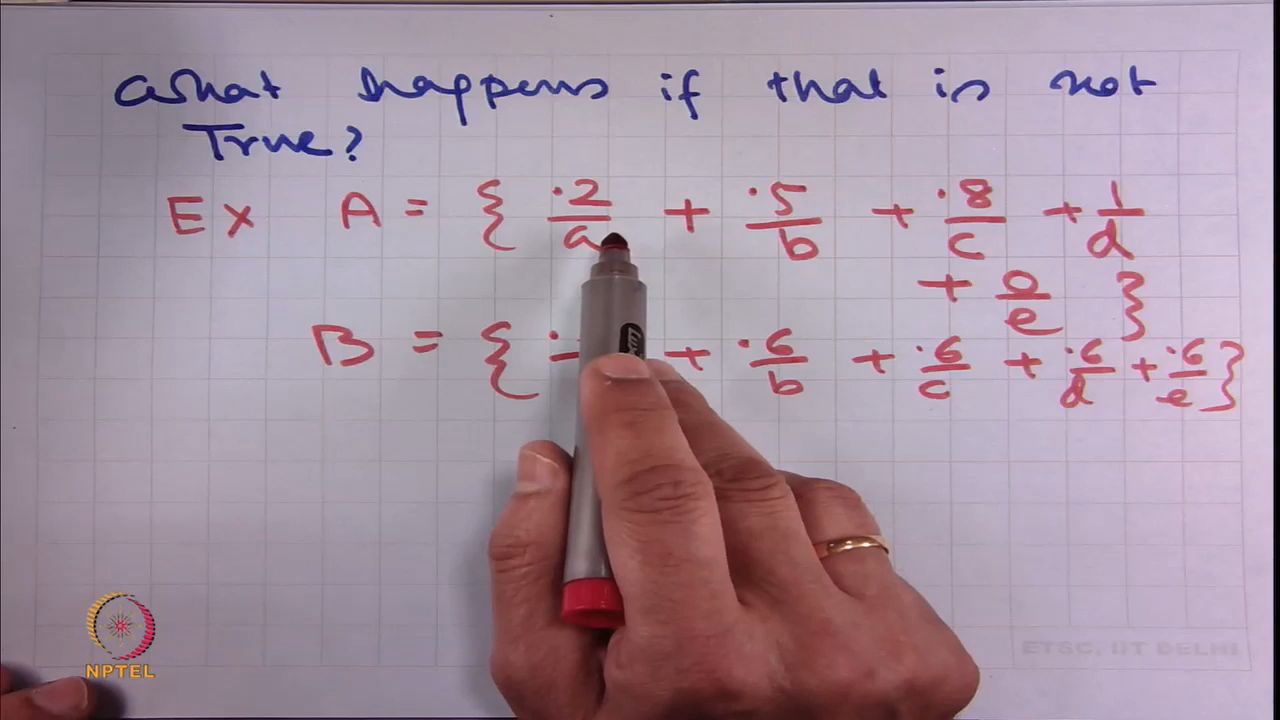 What happens if that is not
True?
Ex A = { .2/a + .5/b + .8/c + 1/d
+ 0/e }
B = { . + .6/b + .6/c + .6/d + .6/e }
NPTEL
ETSC, IIT DELHI